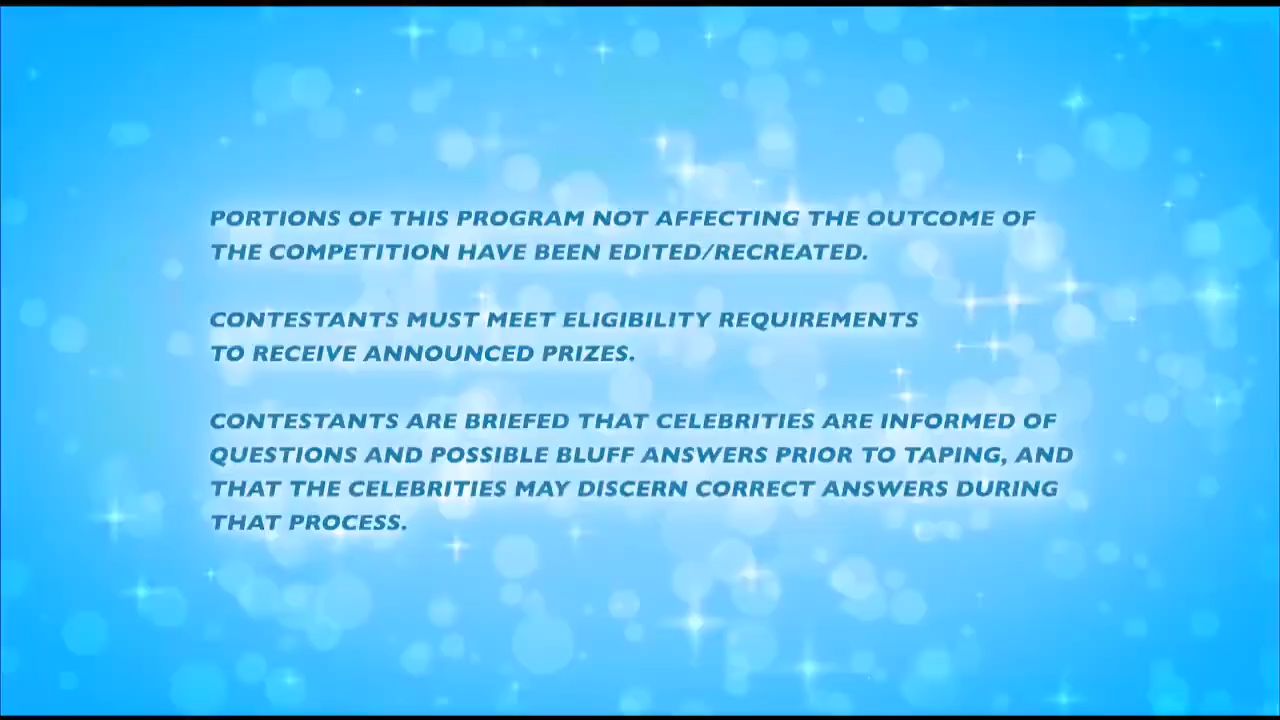 PORTIONS OF THIS PROGRAM NOT AFFECTING THE OUTCOME OF
THE COMPETITION HAVE BEEN EDITED/RECREATED.
CONTESTANTS MUST MEET ELIGIBILITY REQUIREMENTS
TO RECEIVE ANNOUNCED PRIZES.
CONTESTANTS ARE BRIEFED THAT CELEBRITIES ARE INFORMED OF
QUESTIONS AND POSSIBLE BLUFF ANSWERS PRIOR TO TAPING, AND
THAT THE CELEBRITIES MAY DISCERN CORRECT ANSWERS DURING
THAT PROCESS.